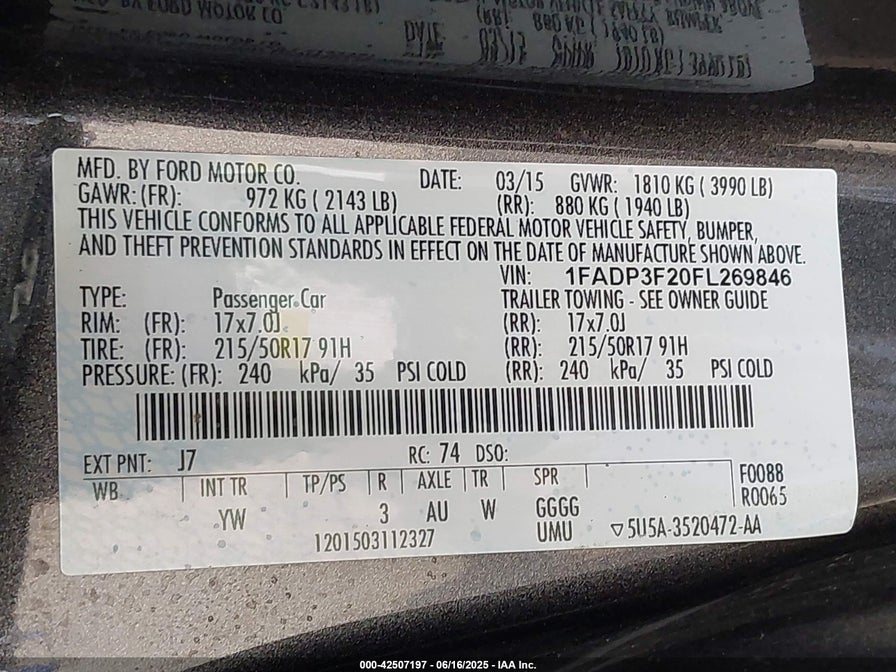 MFD. BY FORD MOTOR CO. DATE: 03/15 GVWR: 1810 KG ( 3990 LB)
GAWR: (FR): 972 KG ( 2143 LB) (RR): 880 KG ( 1940 LB)
THIS VEHICLE CONFORMS TO ALL APPLICABLE FEDERAL MOTOR VEHICLE SAFETY, BUMPER,
AND THEFT PREVENTION STANDARDS IN EFFECT ON THE DATE OF MANUFACTURE SHOWN ABOVE.
VIN: 1FADP3F20FL269846
TYPE: Passenger Car TRAILER TOWING - SEE OWNER GUIDE
RIM: (FR): 17x7.0J (RR): 17x7.0J
TIRE: (FR): 215/50R17 91H (RR): 215/50R17 91H
PRESSURE: (FR): 240 kPa/ 35 PSI COLD (RR): 240 kPa/ 35 PSI COLD
EXT PNT: J7 RC: 74 DSO:
WB INT TR TP/PS R AXLE TR SPR F0088
R0065
YW 3 AU W GGGG
1201503112327 UMU ▽5U5A-3520472-AA
000-42507197 - 06/16/2025 - IAA Inc.